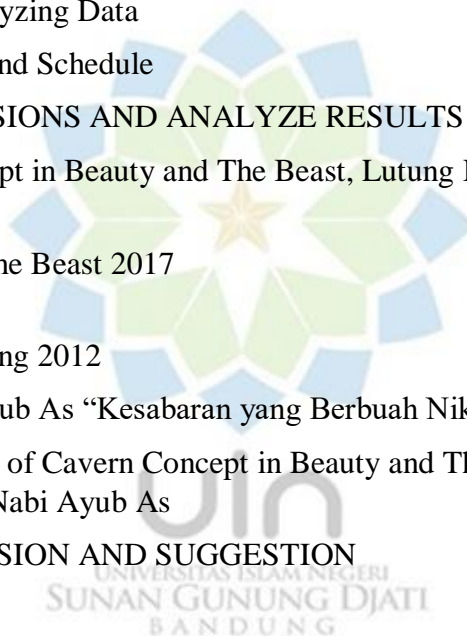 yzing Data
nd Schedule
SIONS AND ANALYZE RESULTS
pt in Beauty and The Beast, Lutung
he Beast 2017
ng 2012
ub As “Kesabaran yang Berbuah Nik
of Cavern Concept in Beauty and Th
Nabi Ayub As
SION AND SUGGESTION
uin
UNIVERSITAS ISLAM NEGERI
SUNAN GUNUNG DJATI
BANDUNG